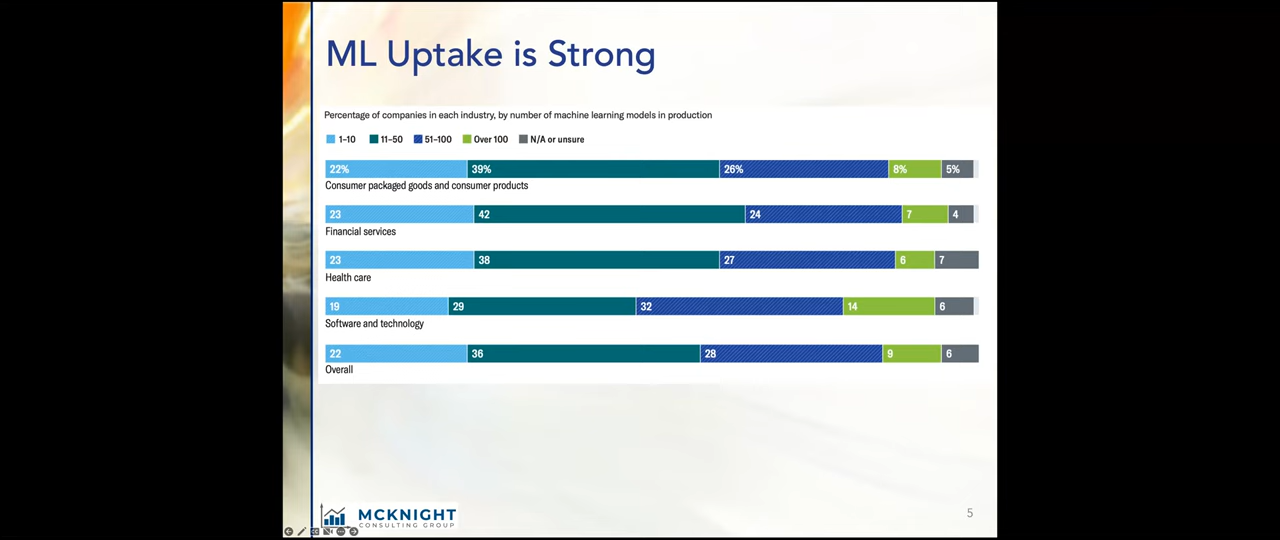 ML Uptake is Strong
Percentage of companies in each industry, by number of machine learning models in production
1–10 11–50 51–100 Over 100 N/A or unsure
22% 39% 26% 8% 5%
Consumer packaged goods and consumer products
23 42 24 7 4
Financial services
23 38 27 6 7
Health care
19 29 32 14 6
Software and technology
22 36 28 9 6
Overall
MCKNIGHT
CONSULTING GROUP
5